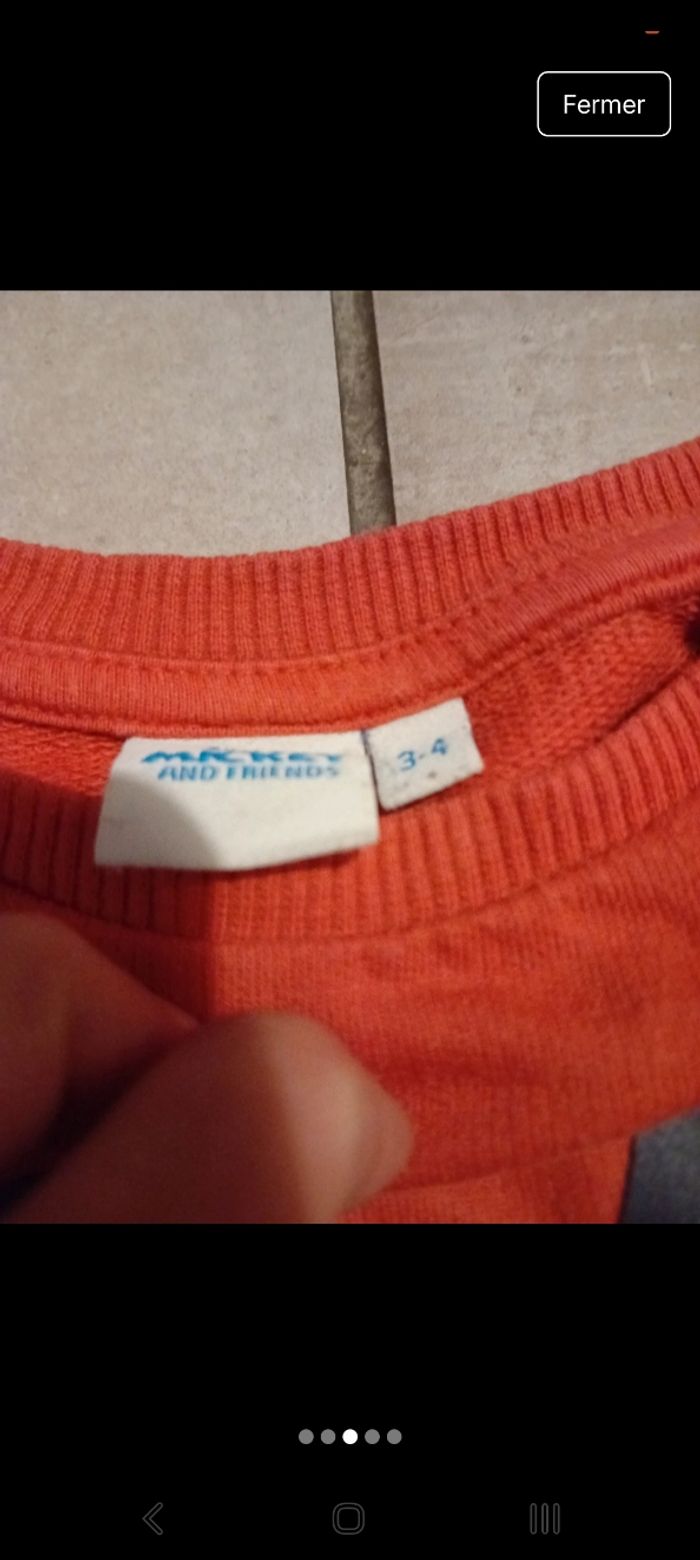 Fermer
MICKEY
AND FRIENDS
3-4